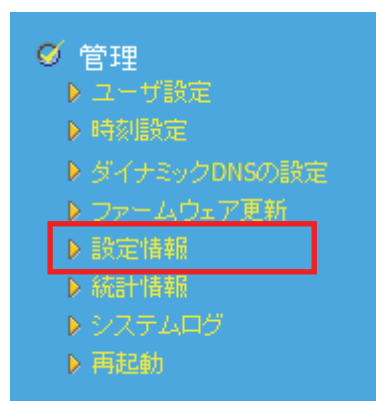 管理
ユーザ設定
時刻設定
ダイナミックDNSの設定
ファームウェア更新
設定情報
統計情報
システムログ
再起動